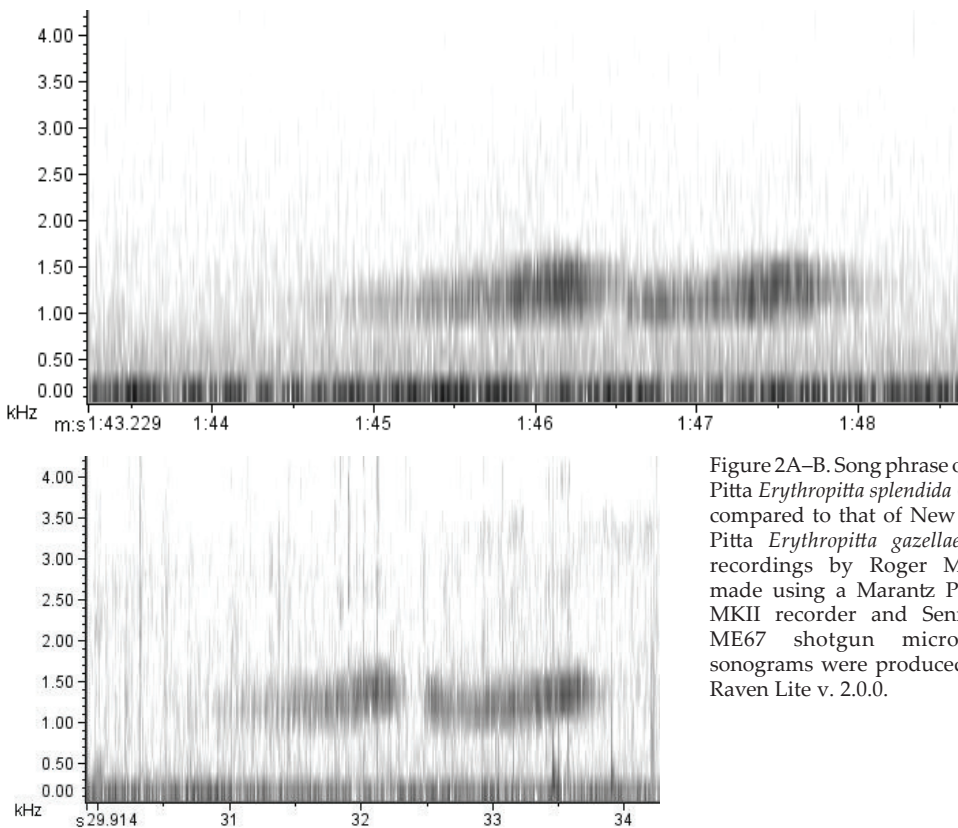 4.00
3.50
3.00
2.50
2.00
1.50
1.00
0.50
0.00
kHz
m:s 1:43.229 1:44 1:45 1:46 1:47 1:48
4.00
3.50
3.00
2.50
2.00
1.50
1.00
0.50
0.00
kHz
s 29.914 31 32 33 34
Figure 2A–B. Song phrase o
Pitta Erythropitta splendida
compared to that of New
Pitta Erythropitta gazellae
recordings by Roger M
made using a Marantz P
MKII recorder and Sen
ME67 shotgun micro
sonograms were produced
Raven Lite v. 2.0.0.